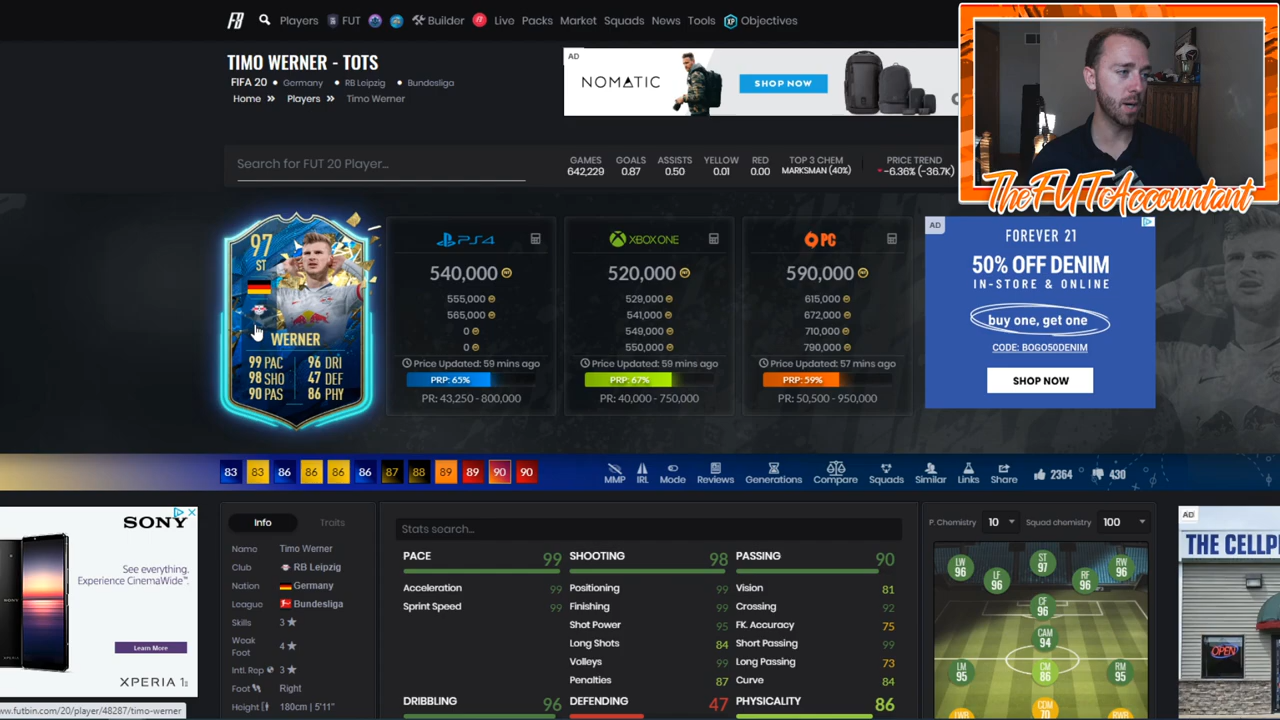 FB Players FUT Builder Live Packs Market Squads News Tools XP Objectives
TIMO WERNER - TOTS
FIFA 20 Germany RB Leipzig Bundesliga
Home Players Timo Werner
AD
NOMATIC SHOP NOW
Search for FUT 20 Player...
GAMES GOALS ASSISTS YELLOW RED TOP 3 CHEM PRICE TREND
642,229 0.87 0.50 0.01 0.00 MARKSMAN (40%) -6.36% (-36.7K)
TheFUTAccountant
97
ST
WERNER
99 PAC 96 DRI
98 SHO 47 DEF
90 PAS 86 PHY
PS4
540,000
555,000
565,000
0
0
Price Updated: 59 mins ago
PRP: 65%
PR: 43,250 - 800,000
XBOX ONE
520,000
529,000
541,000
549,000
550,000
Price Updated: 59 mins ago
PRP: 67%
PR: 40,000 - 750,000
PC
590,000
615,000
672,000
710,000
790,000
Price Updated: 57 mins ago
PRP: 59%
PR: 50,500 - 950,000
AD
FOREVER 21
50% OFF DENIM
IN-STORE & ONLINE
buy one, get one
CODE: BOGO50DENIM
SHOP NOW
83 83 86 86 86 86 87 88 89 89 90 90
MMP IRL Mode Reviews Generations Compare Squads Similar Links Share 2364 430
SONY
See everything.
Experience CinemaWide™.
Learn More
XPERIA 1 II
www.futbin.com/20/player/48287/timo-werner
Info Traits
Name Timo Werner
Club RB Leipzig
Nation Germany
League Bundesliga
Skills 3
Weak Foot 4
Intl. Rep 3
Foot Right
Height 180cm | 5'11"
Stats search...
PACE 99
Acceleration 99
Sprint Speed 99
DRIBBLING 96
SHOOTING 98
Positioning 99
Finishing 99
Shot Power 95
Long Shots 84
Volleys 99
Penalties 87
DEFENDING 47
PASSING 90
Vision 81
Crossing 92
FK. Accuracy 75
Short Passing 99
Long Passing 73
Curve 84
PHYSICALITY 86
P. Chemistry 10 Squad chemistry 100
ST 97
LW 96
RW 96
LF 96
RF 96
CF 96
CAM 94
LM 95
CM 86
RM 95
CDM 70
LWB
RWB
AD
THE CELLP
OPEN